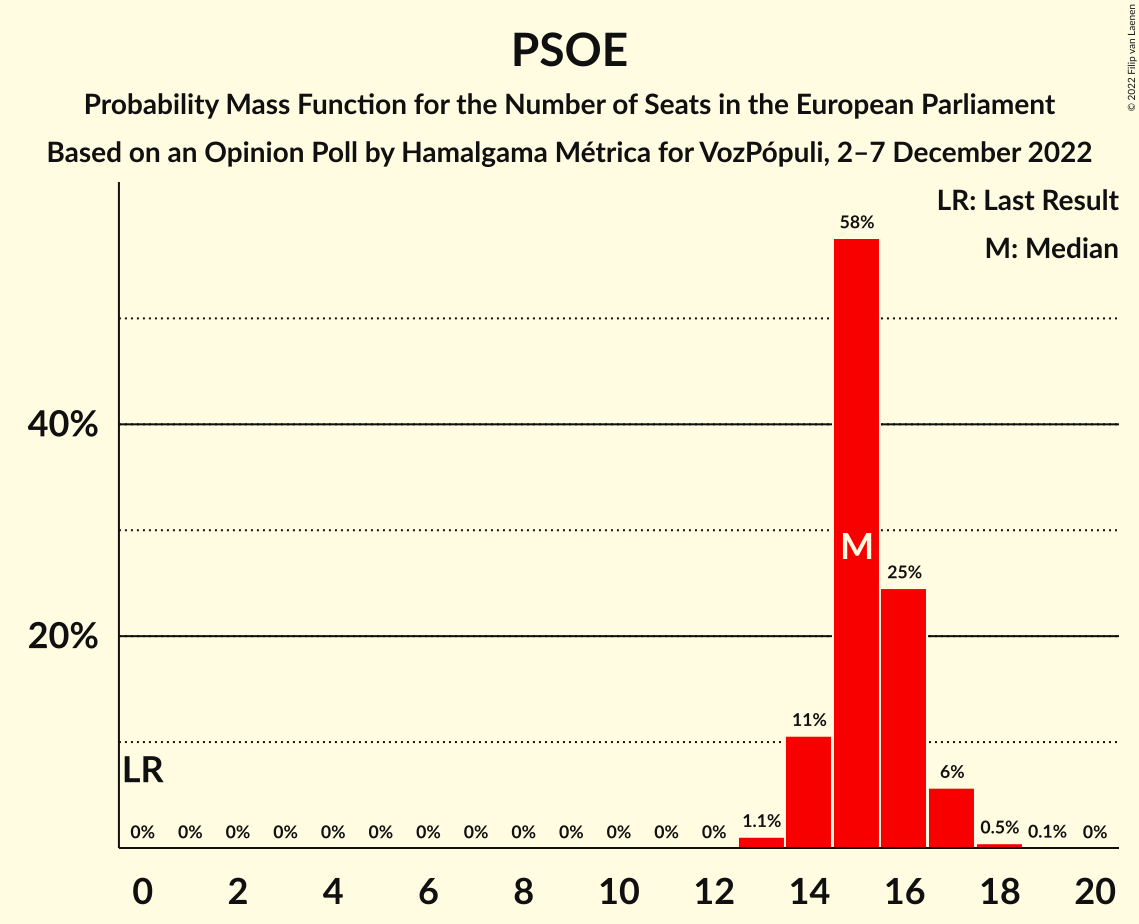 PSOE
Probability Mass Function for the Number of Seats in the European Parliament
Based on an Opinion Poll by Hamalgama Métrica for VozPópuli, 2–7 December 2022
© 2022 Filip van Laenen
LR: Last Result
M: Median
58%
40%
M
25%
20%
11%
LR
6%
0% 0% 0% 0% 0% 0% 0% 0% 0% 0% 0% 0% 0% 1.1% 0.5% 0.1% 0%
0 2 4 6 8 10 12 14 16 18 20